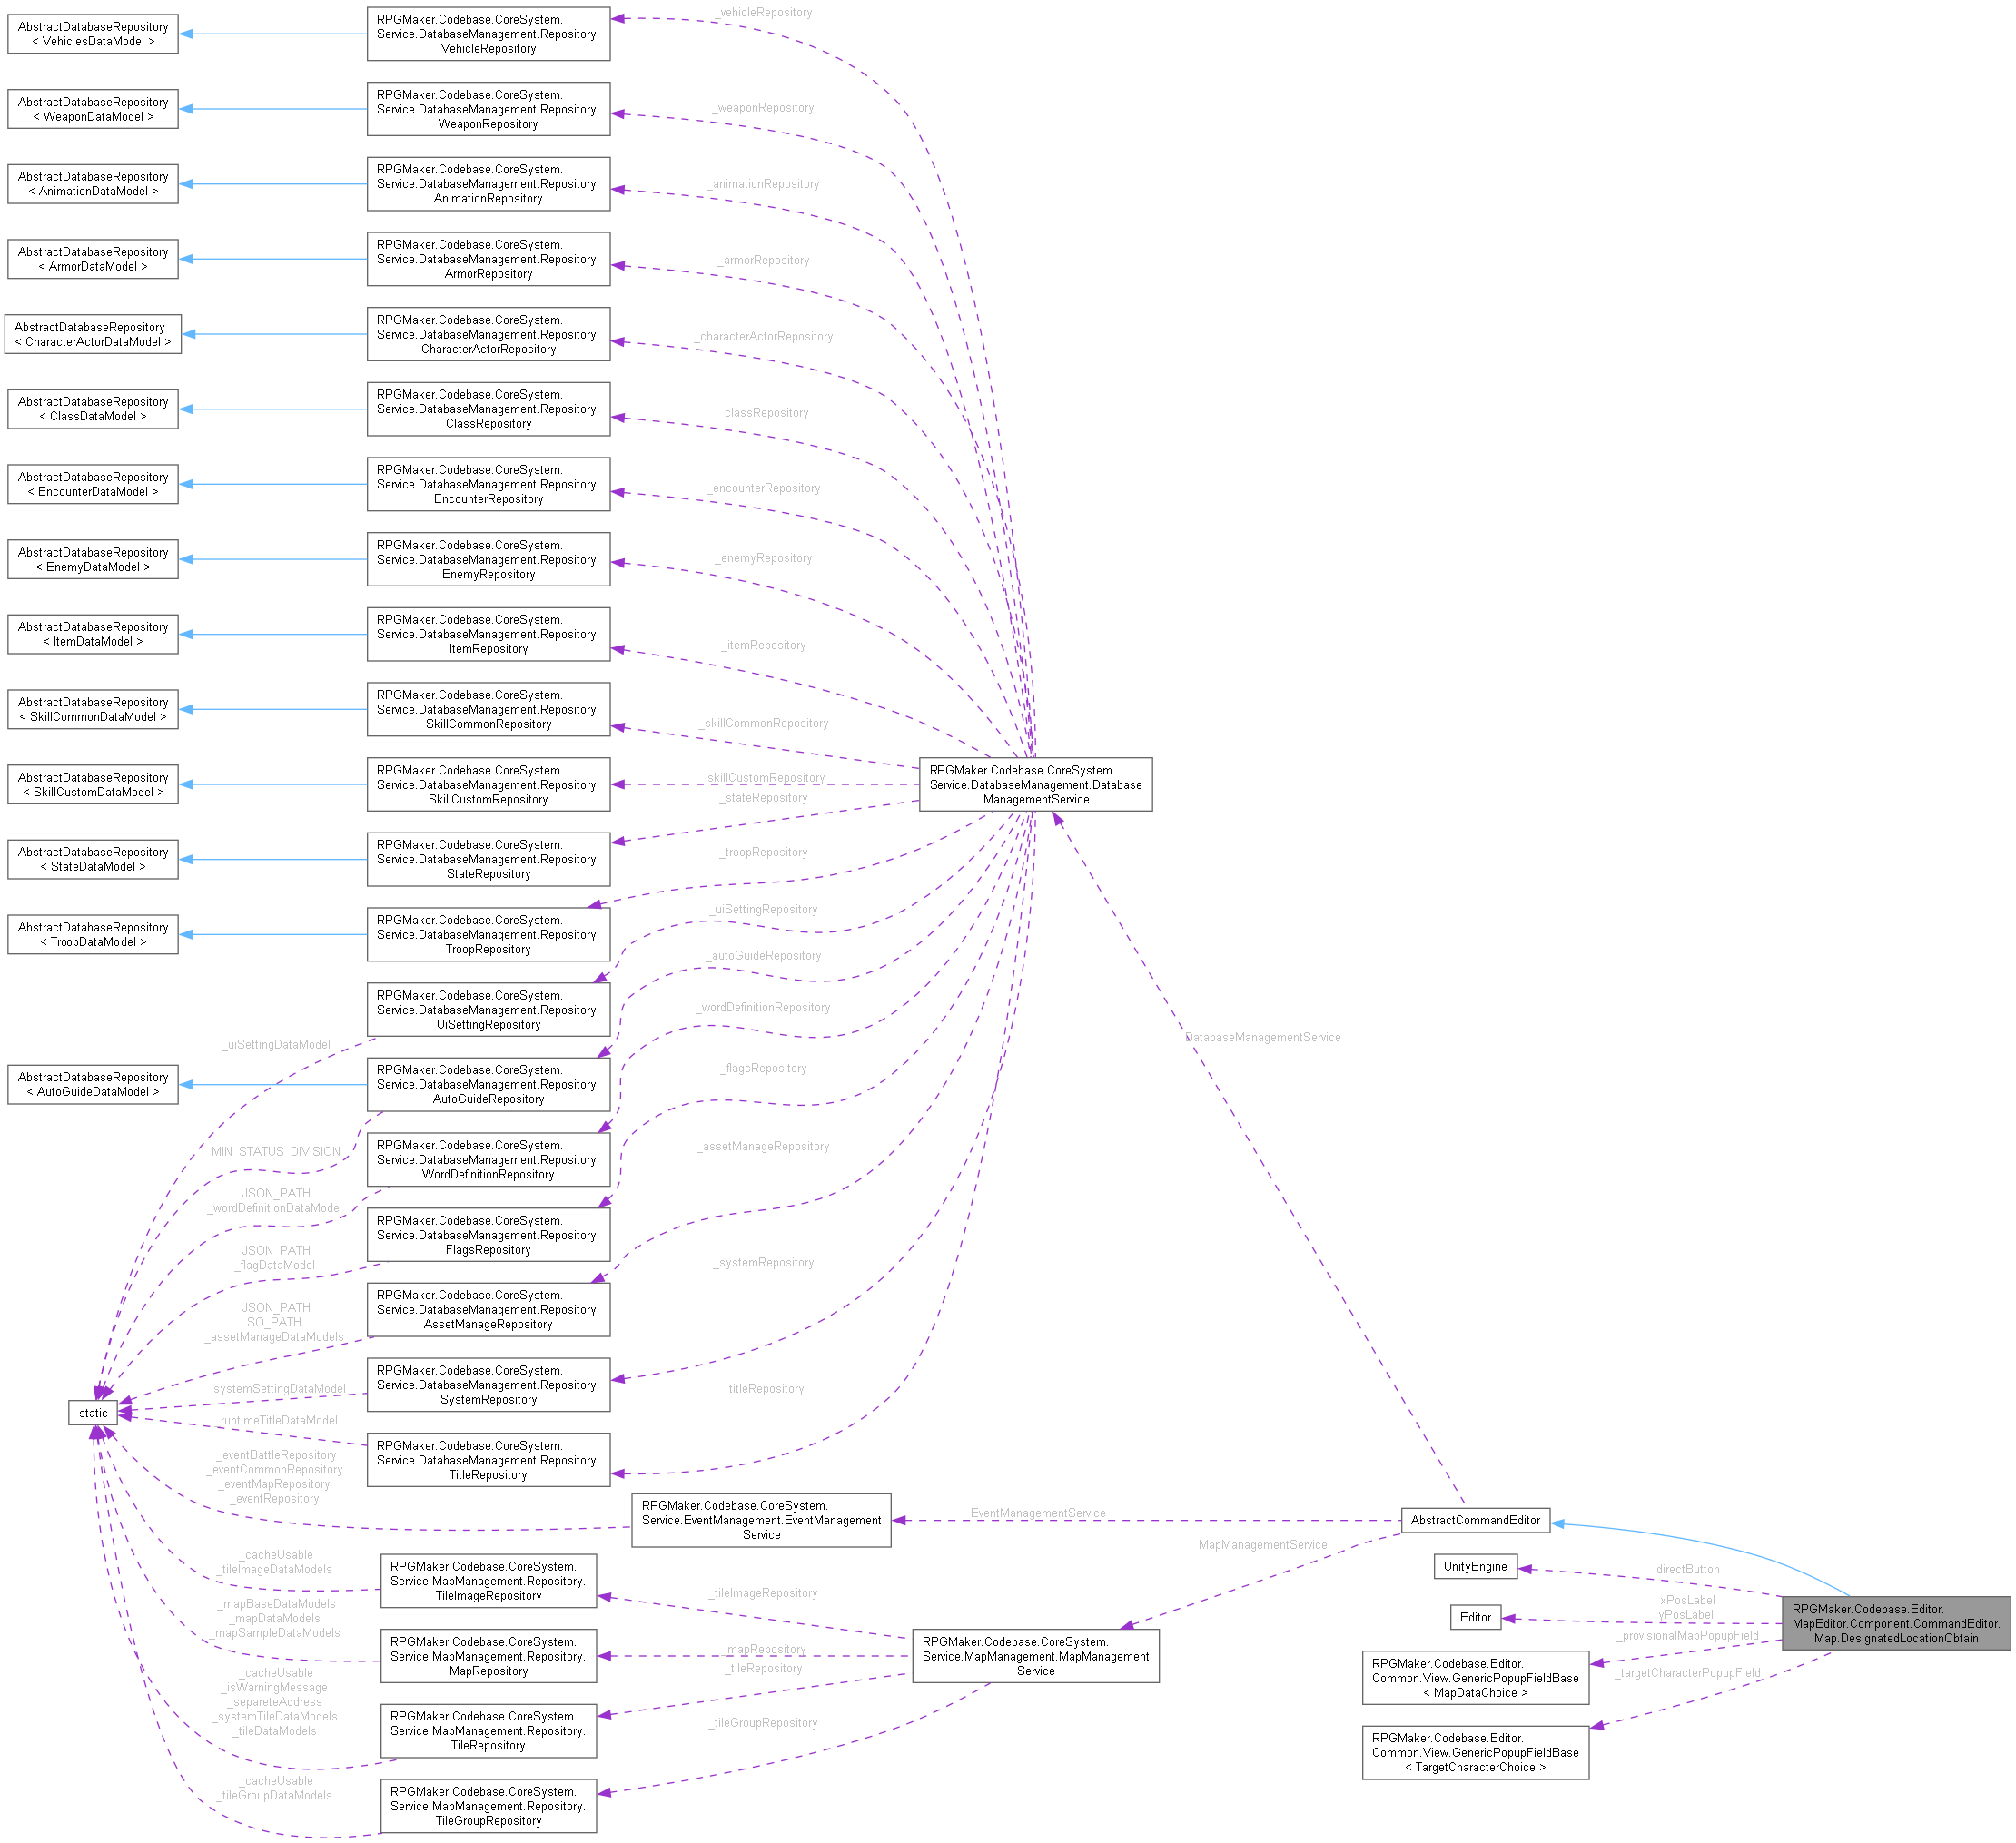 AbstractDatabaseRepository
< VehiclesDataModel >
RPGMaker.Codebase.CoreSystem.
Service.DatabaseManagement.Repository.
VehicleRepository
_vehicleRepository
AbstractDatabaseRepository
< WeaponDataModel >
RPGMaker.Codebase.CoreSystem.
Service.DatabaseManagement.Repository.
WeaponRepository
_weaponRepository
AbstractDatabaseRepository
< AnimationDataModel >
RPGMaker.Codebase.CoreSystem.
Service.DatabaseManagement.Repository.
AnimationRepository
_animationRepository
AbstractDatabaseRepository
< ArmorDataModel >
RPGMaker.Codebase.CoreSystem.
Service.DatabaseManagement.Repository.
ArmorRepository
_armorRepository
AbstractDatabaseRepository
< CharacterActorDataModel >
RPGMaker.Codebase.CoreSystem.
Service.DatabaseManagement.Repository.
CharacterActorRepository
_characterActorRepository
AbstractDatabaseRepository
< ClassDataModel >
RPGMaker.Codebase.CoreSystem.
Service.DatabaseManagement.Repository.
ClassRepository
_classRepository
AbstractDatabaseRepository
< EncounterDataModel >
RPGMaker.Codebase.CoreSystem.
Service.DatabaseManagement.Repository.
EncounterRepository
_encounterRepository
AbstractDatabaseRepository
< EnemyDataModel >
RPGMaker.Codebase.CoreSystem.
Service.DatabaseManagement.Repository.
EnemyRepository
_enemyRepository
AbstractDatabaseRepository
< ItemDataModel >
RPGMaker.Codebase.CoreSystem.
Service.DatabaseManagement.Repository.
ItemRepository
_itemRepository
AbstractDatabaseRepository
< SkillCommonDataModel >
RPGMaker.Codebase.CoreSystem.
Service.DatabaseManagement.Repository.
SkillCommonRepository
_skillCommonRepository
AbstractDatabaseRepository
< SkillCustomDataModel >
RPGMaker.Codebase.CoreSystem.
Service.DatabaseManagement.Repository.
SkillCustomRepository
_skillCustomRepository
RPGMaker.Codebase.CoreSystem.
Service.DatabaseManagement.Database
ManagementService
AbstractDatabaseRepository
< StateDataModel >
RPGMaker.Codebase.CoreSystem.
Service.DatabaseManagement.Repository.
StateRepository
_stateRepository
AbstractDatabaseRepository
< TroopDataModel >
RPGMaker.Codebase.CoreSystem.
Service.DatabaseManagement.Repository.
TroopRepository
_troopRepository
RPGMaker.Codebase.CoreSystem.
Service.DatabaseManagement.Repository.
UiSettingRepository
_uiSettingRepository
_uiSettingDataModel
AbstractDatabaseRepository
< AutoGuideDataModel >
RPGMaker.Codebase.CoreSystem.
Service.DatabaseManagement.Repository.
AutoGuideRepository
_autoGuideRepository
MIN_STATUS_DIVISION
RPGMaker.Codebase.CoreSystem.
Service.DatabaseManagement.Repository.
WordDefinitionRepository
_wordDefinitionRepository
JSON_PATH
_wordDefinitionDataModel
RPGMaker.Codebase.CoreSystem.
Service.DatabaseManagement.Repository.
FlagsRepository
_flagsRepository
JSON_PATH
_flagDataModel
RPGMaker.Codebase.CoreSystem.
Service.DatabaseManagement.Repository.
AssetManageRepository
_assetManageRepository
JSON_PATH
SO_PATH
_assetManageDataModels
RPGMaker.Codebase.CoreSystem.
Service.DatabaseManagement.Repository.
SystemRepository
_systemRepository
_systemSettingDataModel
static
RPGMaker.Codebase.CoreSystem.
Service.DatabaseManagement.Repository.
TitleRepository
_titleRepository
_runtimeTitleDataModel
DatabaseManagementService
_eventBattleRepository
_eventCommonRepository
_eventMapRepository
_eventRepository
RPGMaker.Codebase.CoreSystem.
Service.EventManagement.EventManagement
Service
EventManagementService
AbstractCommandEditor
MapManagementService
_cacheUsable
_tileImageDataModels
RPGMaker.Codebase.CoreSystem.
Service.MapManagement.Repository.
TileImageRepository
_tileImageRepository
_mapBaseDataModels
_mapDataModels
_mapSampleDataModels
RPGMaker.Codebase.CoreSystem.
Service.MapManagement.Repository.
MapRepository
_mapRepository
RPGMaker.Codebase.CoreSystem.
Service.MapManagement.MapManagement
Service
_cacheUsable
_isWarningMessage
_separeteAddress
_systemTileDataModels
_tileDataModels
RPGMaker.Codebase.CoreSystem.
Service.MapManagement.Repository.
TileRepository
_tileRepository
_cacheUsable
_tileGroupDataModels
RPGMaker.Codebase.CoreSystem.
Service.MapManagement.Repository.
TileGroupRepository
_tileGroupRepository
UnityEngine
directButton
Editor
xPosLabel
yPosLabel
RPGMaker.Codebase.Editor.
MapEditor.Component.CommandEditor.
Map.DesignatedLocationObtain
_provisionalMapPopupField
RPGMaker.Codebase.Editor.
Common.View.GenericPopupFieldBase
< MapDataChoice >
_targetCharacterPopupField
RPGMaker.Codebase.Editor.
Common.View.GenericPopupFieldBase
< TargetCharacterChoice >